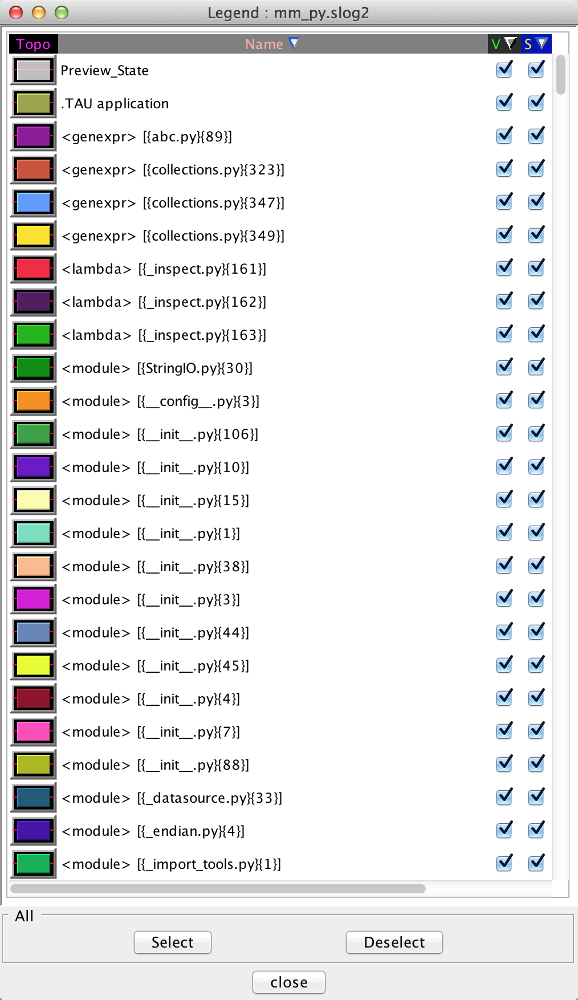 Legend : mm_py.slog2
Topo Name V S
Preview_State
.TAU application
<genexpr> [{abc.py}{89}]
<genexpr> [{collections.py}{323}]
<genexpr> [{collections.py}{347}]
<genexpr> [{collections.py}{349}]
<lambda> [{_inspect.py}{161}]
<lambda> [{_inspect.py}{162}]
<lambda> [{_inspect.py}{163}]
<module> [{StringIO.py}{30}]
<module> [{__config__.py}{3}]
<module> [{__init__.py}{106}]
<module> [{__init__.py}{10}]
<module> [{__init__.py}{15}]
<module> [{__init__.py}{1}]
<module> [{__init__.py}{38}]
<module> [{__init__.py}{3}]
<module> [{__init__.py}{44}]
<module> [{__init__.py}{45}]
<module> [{__init__.py}{4}]
<module> [{__init__.py}{7}]
<module> [{__init__.py}{88}]
<module> [{_datasource.py}{33}]
<module> [{_endian.py}{4}]
<module> [{_import_tools.py}{1}]
All
Select Deselect
close